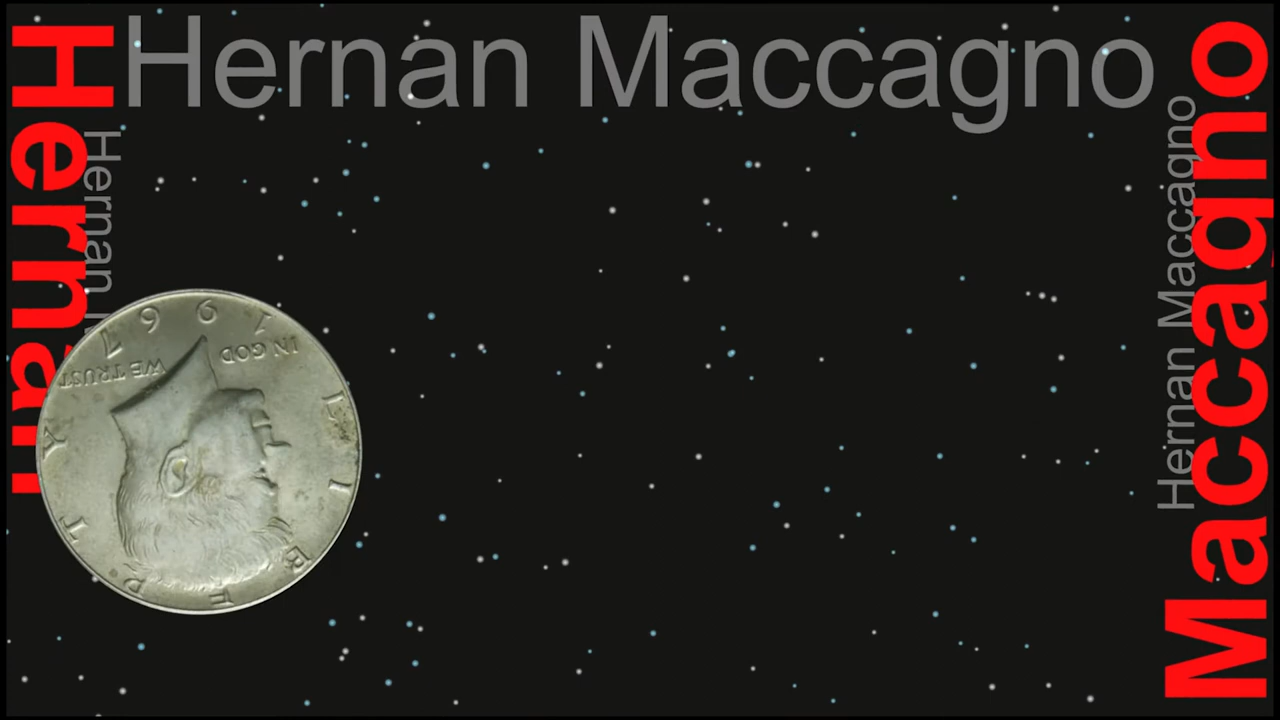 Hernan Maccagno
Hernan
Hernan
Hernan Maccagno
Maccagno
LIBERTY
IN GOD WE TRUST
1967